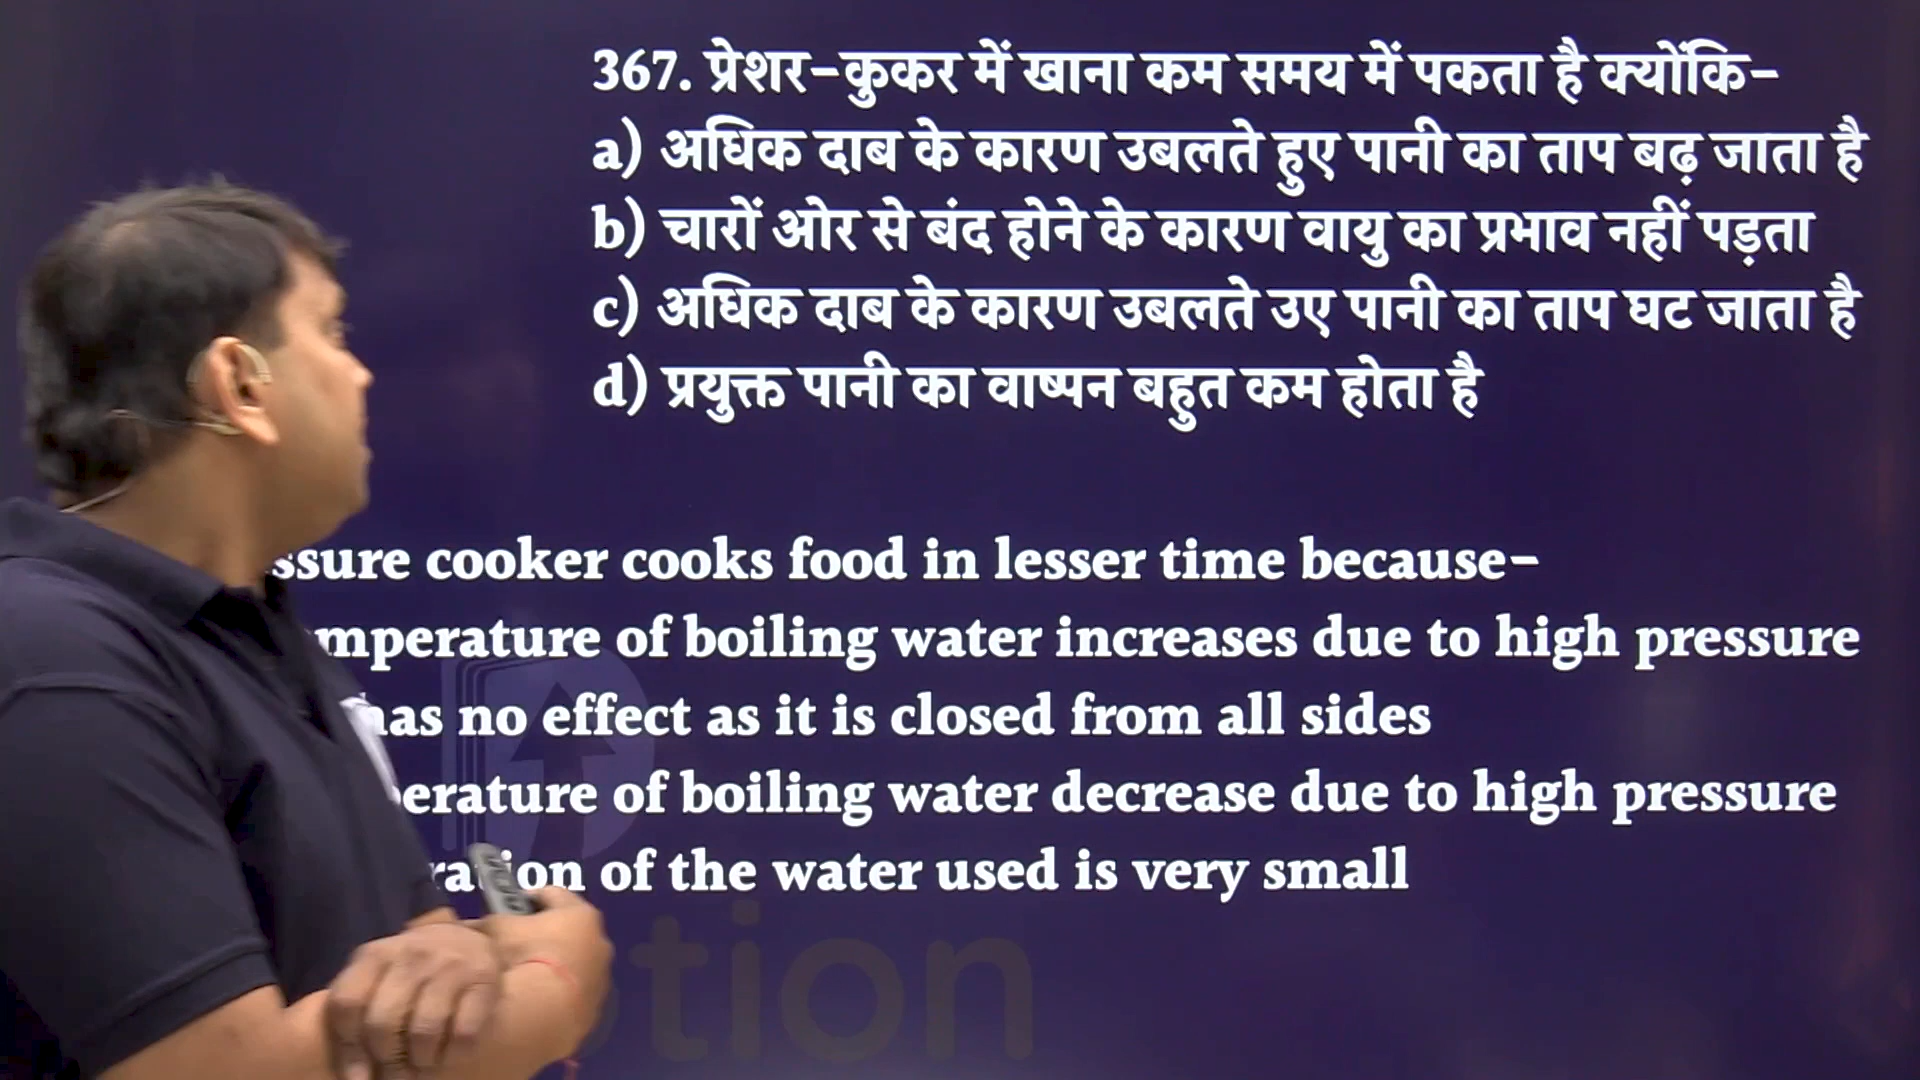 367. प्रेशर-कुकर में खाना कम समय में पकता है क्योंकि-
a) अधिक दाब के कारण उबलते हुए पानी का ताप बढ़ जाता है
b) चारों ओर से बंद होने के कारण वायु का प्रभाव नहीं पड़ता
c) अधिक दाब के कारण उबलते उए पानी का ताप घट जाता है
d) प्रयुक्त पानी का वाष्पन बहुत कम होता है
cooker cooks food in lesser time because-
of boiling water increases due to high pressure
has no effect as it is closed from all sides
of boiling water decrease due to high pressure
of the water used is very small